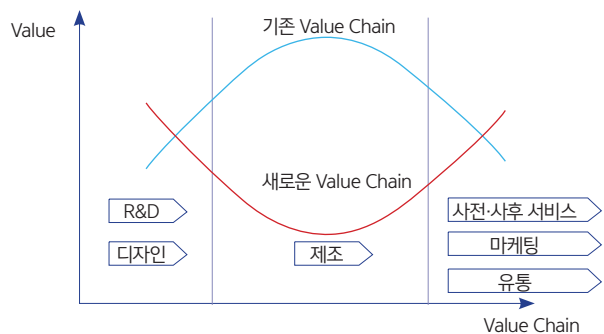 Value
기존 Value Chain
새로운 Value Chain
R&D
디자인
제조
사전·사후 서비스
마케팅
유통
Value Chain